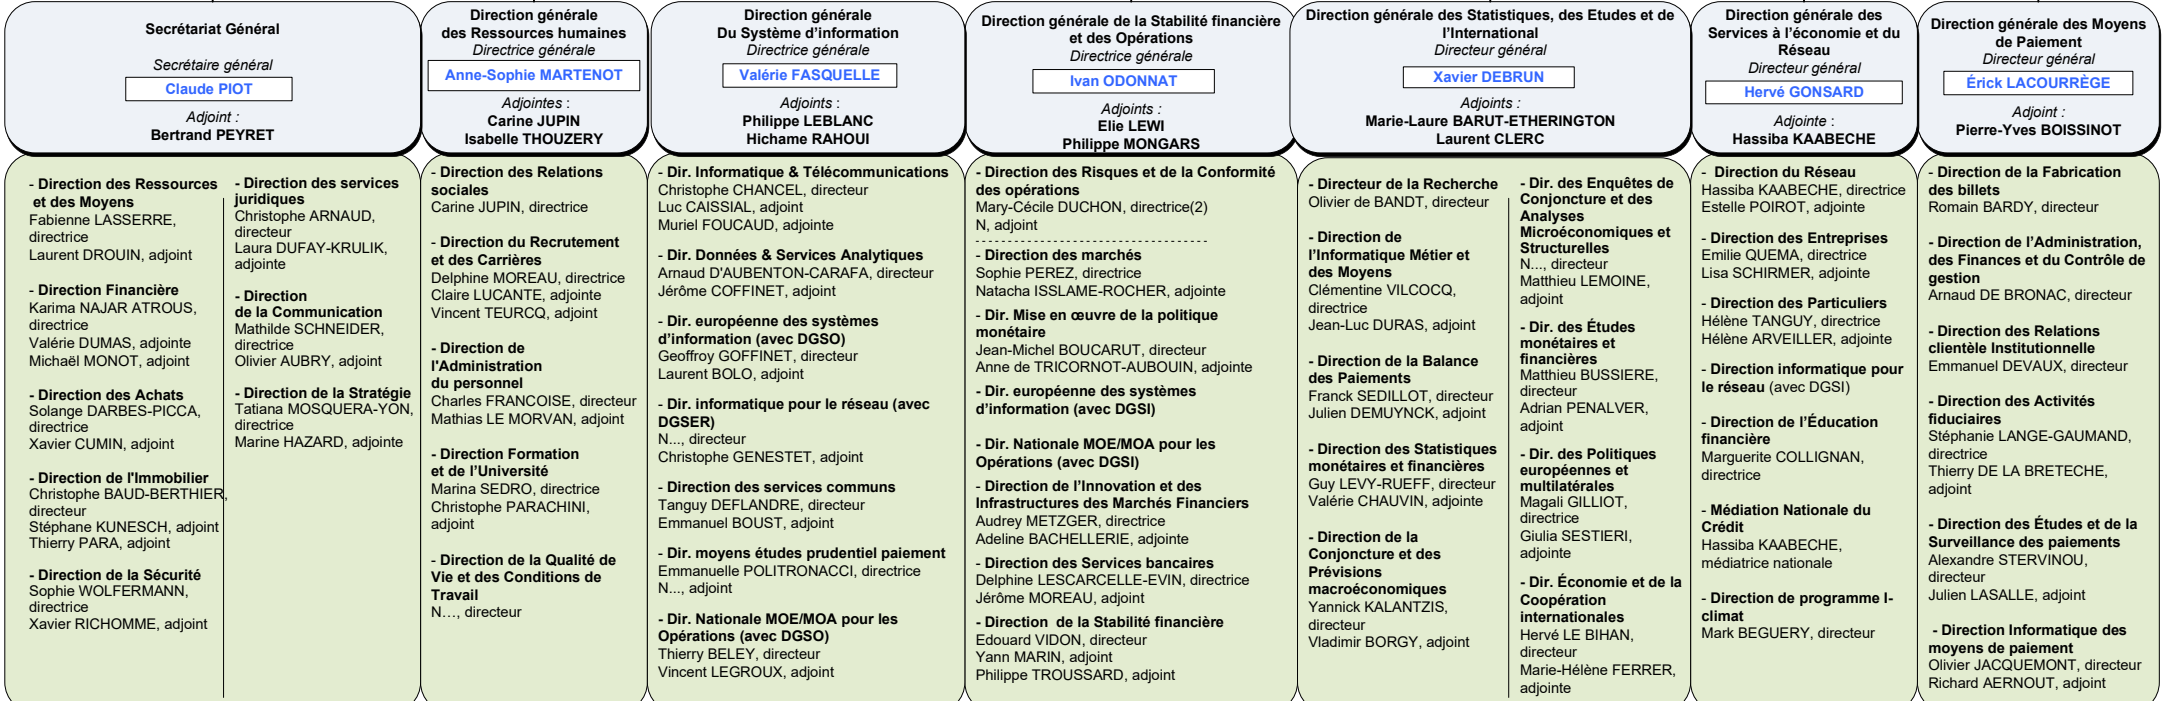 Secrétariat Général
Secrétaire général
Claude PIOT
Adjoint :
Bertrand PEYRET
- Direction des Ressources
et des Moyens
Fabienne LASSERRE,
directrice
Laurent DROUIN, adjoint
- Direction Financière
Karima NAJAR ATROUS,
directrice
Valérie DUMAS, adjointe
Michaël MONOT, adjoint
- Direction des Achats
Solange DARBES-PICCA,
directrice
Xavier CUMIN, adjoint
- Direction de l'Immobilier
Christophe BAUD-BERTHIER,
directeur
Stéphane KUNESCH, adjoint
Thierry PARA, adjoint
- Direction de la Sécurité
Sophie WOLFERMANN,
directrice
Xavier RICHOMME, adjoint
- Direction des services
juridiques
Christophe ARNAUD,
directeur
Laura DUFAY-KRULIK,
adjointe
- Direction
de la Communication
Mathilde SCHNEIDER,
directrice
Olivier AUBRY, adjoint
- Direction de la Stratégie
Tatiana MOSQUERA-YON,
directrice
Marine HAZARD, adjointe
Direction générale
des Ressources humaines
Directrice générale
Anne-Sophie MARTENOT
Adjointes :
Carine JUPIN
Isabelle THOUZERY
- Direction des Relations
sociales
Carine JUPIN, directrice
- Direction du Recrutement
et des Carrières
Delphine MOREAU, directrice
Claire LUCANTE, adjointe
Vincent TEURCQ, adjoint
- Direction de
l'Administration
du personnel
Charles FRANCOISE, directeur
Mathias LE MORVAN, adjoint
- Direction Formation
et de l'Université
Marina SEDRO, directrice
Christophe PARACHINI,
adjoint
- Direction de la Qualité de
Vie et des Conditions de
Travail
N…, directeur
Direction générale
Du Système d'information
Directrice générale
Valérie FASQUELLE
Adjoints :
Philippe LEBLANC
Hichame RAHOUI
- Dir. Informatique & Télécommunications
Christophe CHANCEL, directeur
Luc CAISSIAL, adjoint
Muriel FOUCAUD, adjointe
- Dir. Données & Services Analytiques
Arnaud D'AUBENTON-CARAFA, directeur
Jérôme COFFINET, adjoint
- Dir. européenne des systèmes
d'information (avec DGSO)
Geoffroy GOFFINET, directeur
Laurent BOLO, adjoint
- Dir. informatique pour le réseau (avec
DGSER)
N..., directeur
Christophe GENESTET, adjoint
- Direction des services communs
Tanguy DEFLANDRE, directeur
Emmanuel BOUST, adjoint
- Dir. moyens études prudentiel paiement
Emmanuelle POLITRONACCI, directrice
N..., adjoint
- Dir. Nationale MOE/MOA pour les
Opérations (avec DGSO)
Thierry BELEY, directeur
Vincent LEGROUX, adjoint
Direction générale de la Stabilité financière
et des Opérations
Directrice générale
Ivan ODONNAT
Adjoints :
Elie LEWI
Philippe MONGARS
- Direction des Risques et de la Conformité
des opérations
Mary-Cécile DUCHON, directrice(2)
N, adjoint
- Direction des marchés
Sophie PEREZ, directrice
Natacha ISSLAME-ROCHER, adjointe
- Dir. Mise en œuvre de la politique
monétaire
Jean-Michel BOUCARUT, directeur
Anne de TRICORNOT-AUBOUIN, adjointe
- Dir. européenne des systèmes
d'information (avec DGSI)
- Dir. Nationale MOE/MOA pour les
Opérations (avec DGSI)
- Direction de l'Innovation et des
Infrastructures des Marchés Financiers
Audrey METZGER, directrice
Adeline BACHELLERIE, adjointe
- Direction des Services bancaires
Delphine LESCARCELLE-EVIN, directrice
Jérôme MOREAU, adjoint
- Direction de la Stabilité financière
Edouard VIDON, directeur
Yann MARIN, adjoint
Philippe TROUSSARD, adjoint
Direction générale des Statistiques, des Etudes et de
l'International
Directeur général
Xavier DEBRUN
Adjoints :
Marie-Laure BARUT-ETHERINGTON
Laurent CLERC
- Directeur de la Recherche
Olivier de BANDT, directeur
- Direction de
l'Informatique Métier et
des Moyens
Clémentine VILCOCQ,
directrice
Jean-Luc DURAS, adjoint
- Direction de la Balance
des Paiements
Franck SEDILLOT, directeur
Julien DEMUYNCK, adjoint
- Direction des Statistiques
monétaires et financières
Guy LEVY-RUEFF, directeur
Valérie CHAUVIN, adjointe
- Direction de la
Conjoncture et des
Prévisions
macroéconomiques
Yannick KALANTZIS,
directeur
Vladimir BORGY, adjoint
- Dir. des Enquêtes de
Conjoncture et des
Analyses
Microéconomiques et
Structurelles
N..., directeur
Matthieu LEMOINE,
adjoint
- Dir. des Études
monétaires et
financières
Matthieu BUSSIERE,
directeur
Adrian PENALVER,
adjoint
- Dir. des Politiques
européennes et
multilatérales
Magali GILLIOT,
directrice
Giulia SESTIERI,
adjointe
- Dir. Économie et de la
Coopération
internationales
Hervé LE BIHAN,
directeur
Marie-Hélène FERRER,
adjointe
Direction générale des
Services à l'économie et du
Réseau
Directeur général
Hervé GONSARD
Adjointe :
Hassiba KAABECHE
- Direction du Réseau
Hassiba KAABECHE, directrice
Estelle POIROT, adjointe
- Direction des Entreprises
Emilie QUEMA, directrice
Lisa SCHIRMER, adjointe
- Direction des Particuliers
Hélène TANGUY, directrice
Hélène ARVEILLER, adjointe
- Direction informatique pour
le réseau (avec DGSI)
- Direction de l'Éducation
financière
Marguerite COLLIGNAN,
directrice
- Médiation Nationale du
Crédit
Hassiba KAABECHE,
médiatrice nationale
- Direction de programme I-
climat
Mark BEGUERY, directeur
Direction générale des Moyens
de Paiement
Directeur général
Érick LACOURRÈGE
Adjoint :
Pierre-Yves BOISSINOT
- Direction de la Fabrication
des billets
Romain BARDY, directeur
- Direction de l'Administration,
des Finances et du Contrôle de
gestion
Arnaud DE BRONAC, directeur
- Direction des Relations
clientèle Institutionnelle
Emmanuel DEVAUX, directeur
- Direction des Activités
fiduciaires
Stéphanie LANGE-GAUMAND,
directrice
Thierry DE LA BRETECHE,
adjoint
- Direction des Études et de la
Surveillance des paiements
Alexandre STERVINOU,
directeur
Julien LASALLE, adjoint
- Direction Informatique des
moyens de paiement
Olivier JACQUEMONT, directeur
Richard AERNOUT, adjoint